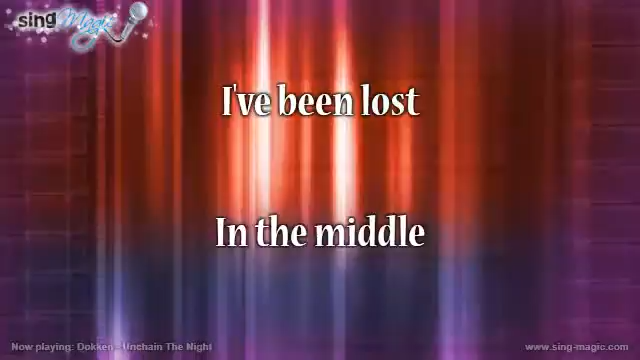 sing Magic
I've been lost
In the middle
Now playing: Dokken - Unchain The Night
www.sing-magic.com